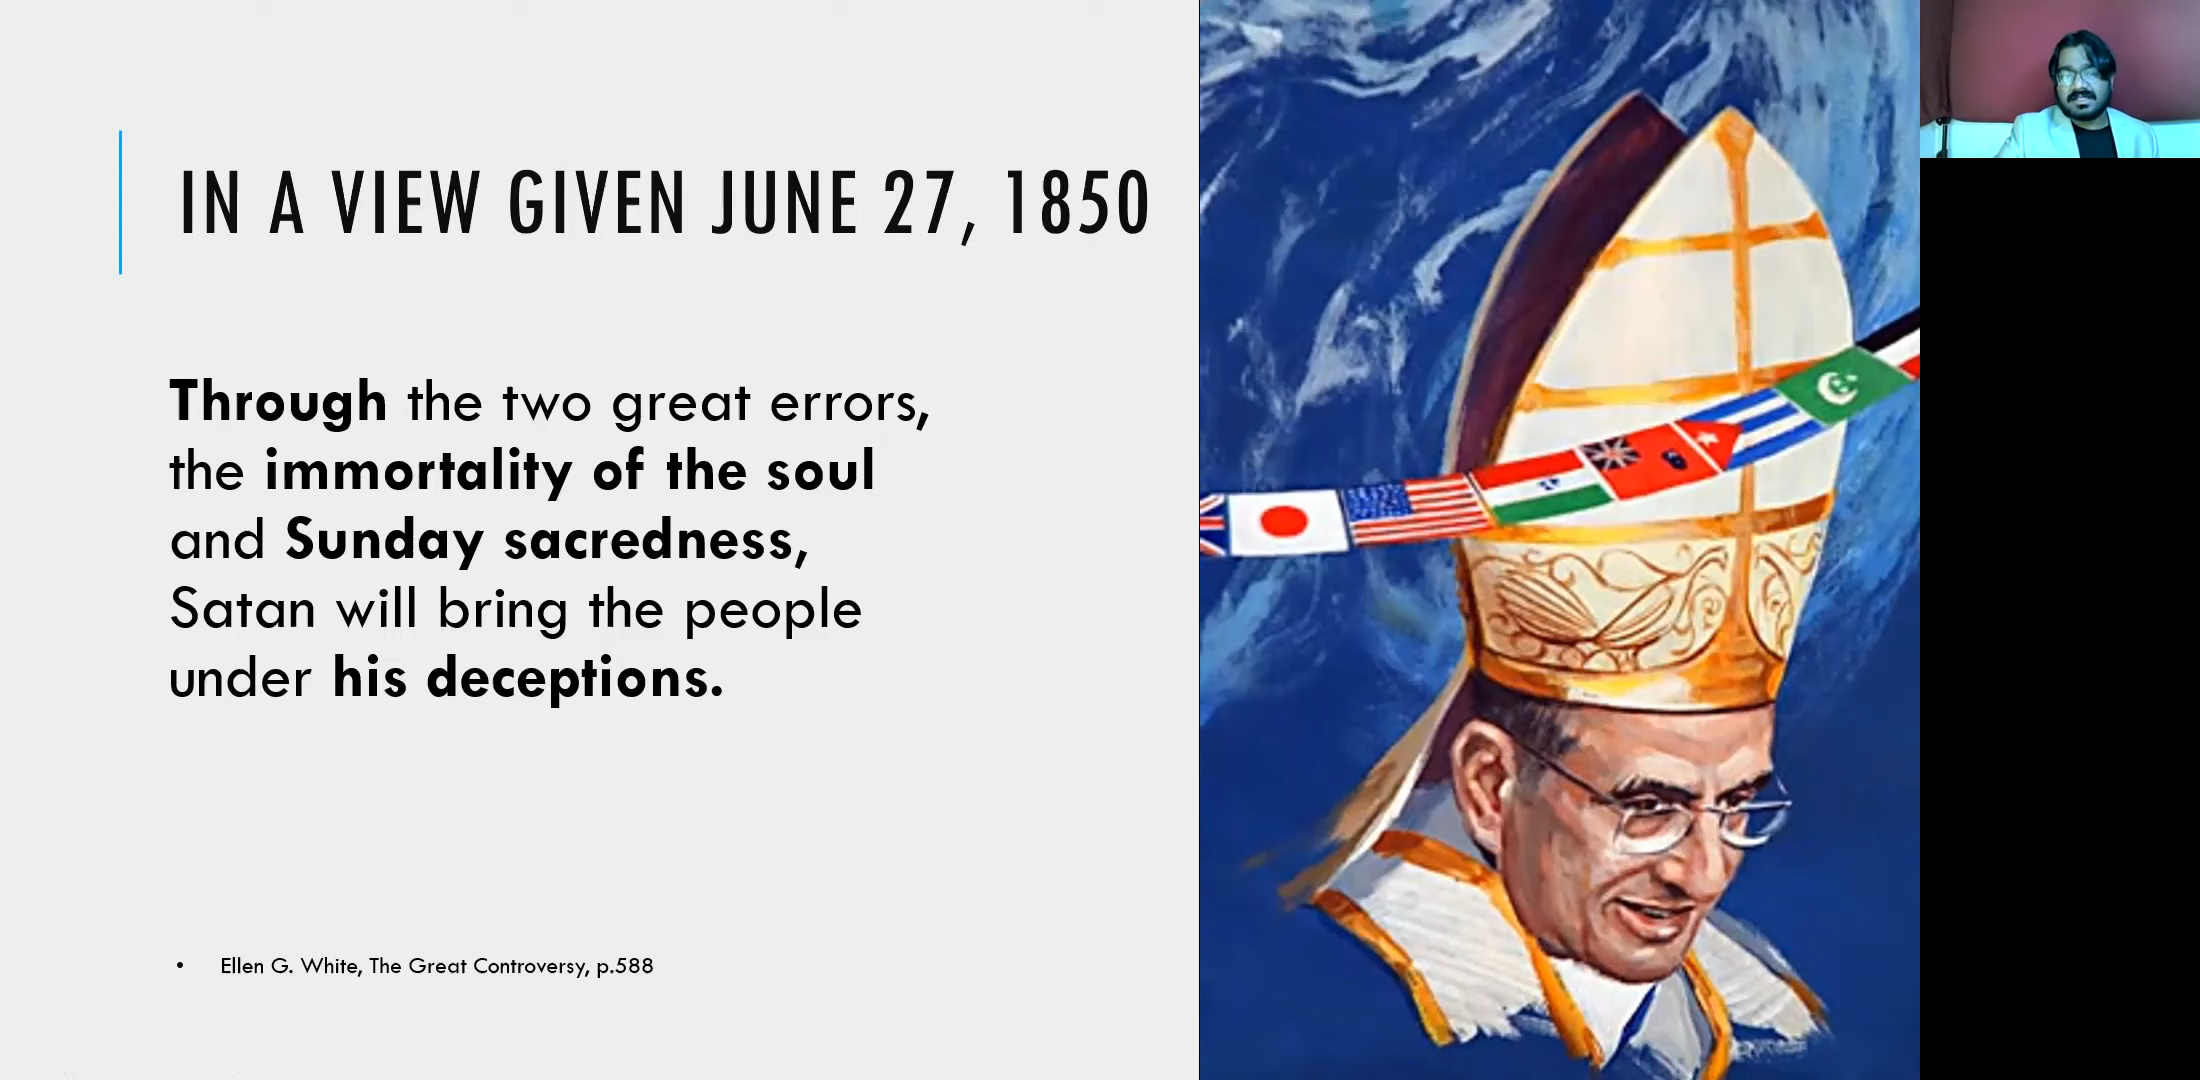 IN A VIEW GIVEN JUNE 27, 1850
Through the two great errors,
the immortality of the soul
and Sunday sacredness,
Satan will bring the people
under his deceptions.
• Ellen G. White, The Great Controversy, p.588